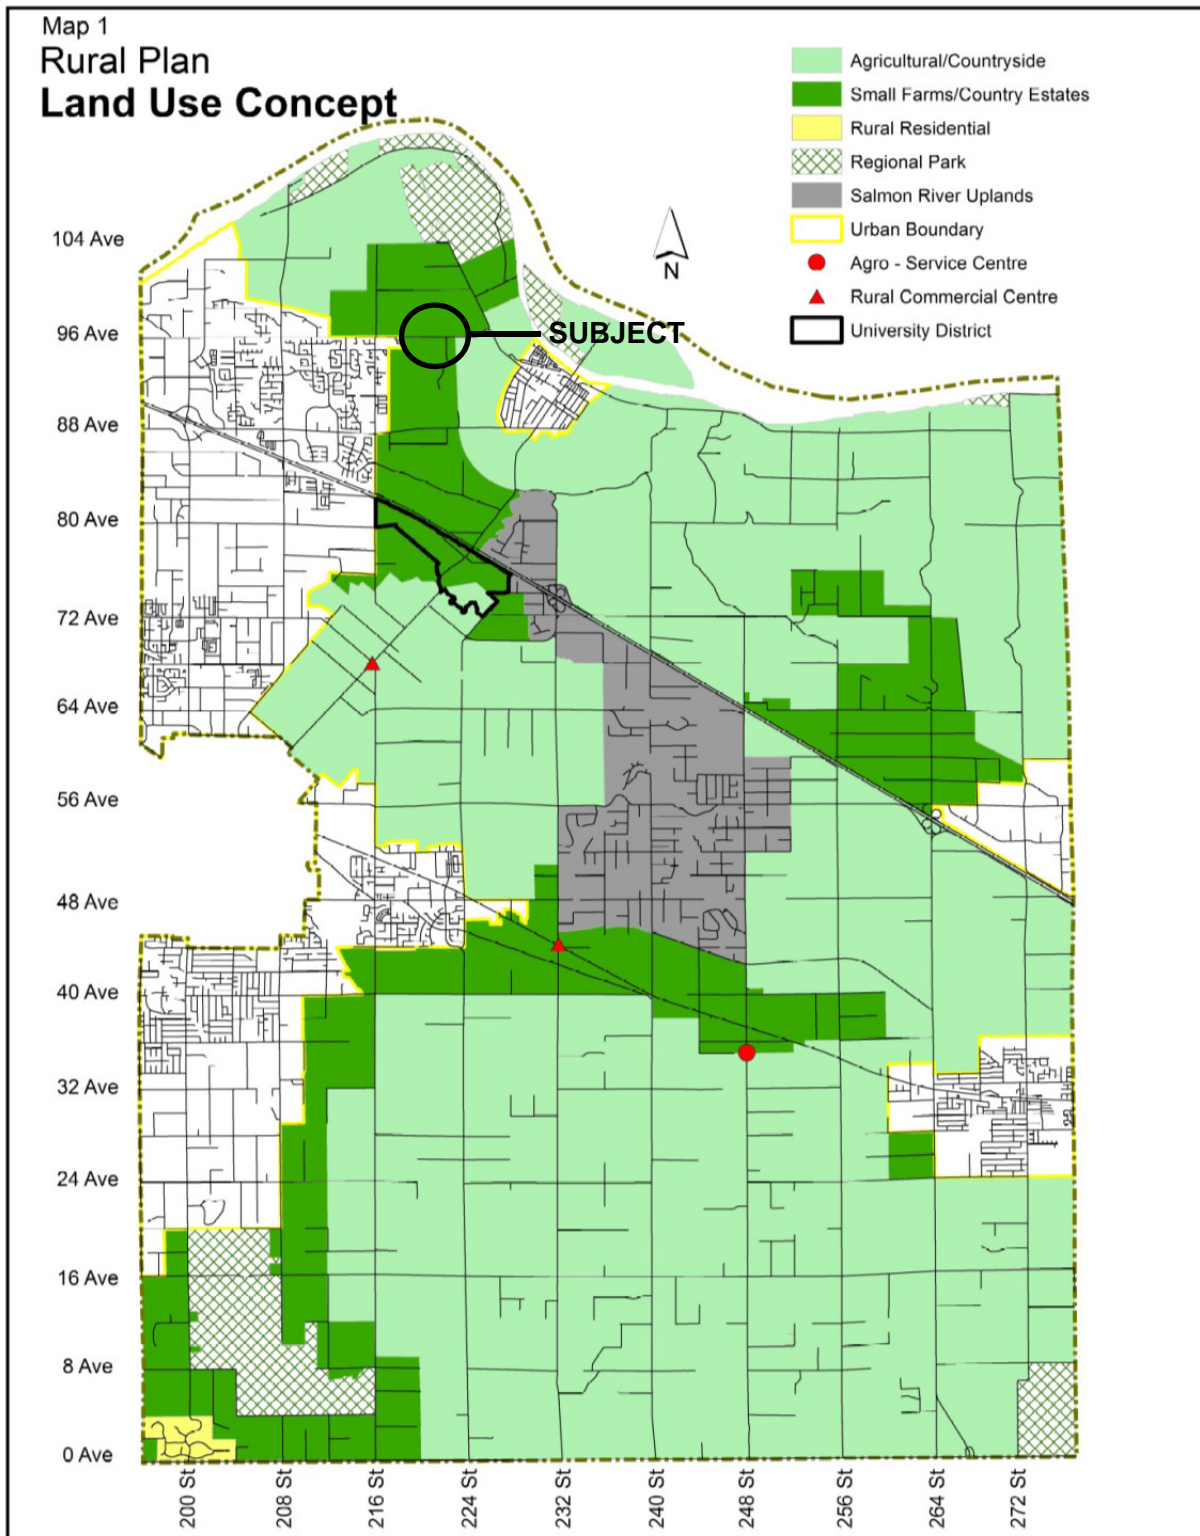 Map 1
Rural Plan
Land Use Concept
Agricultural/Countryside
Small Farms/Country Estates
Rural Residential
Regional Park
Salmon River Uplands
Urban Boundary
Agro - Service Centre
Rural Commercial Centre
University District
N
SUBJECT
104 Ave
96 Ave
88 Ave
80 Ave
72 Ave
64 Ave
56 Ave
48 Ave
40 Ave
32 Ave
24 Ave
16 Ave
8 Ave
0 Ave
200 St
208 St
216 St
224 St
232 St
240 St
248 St
256 St
264 St
272 St